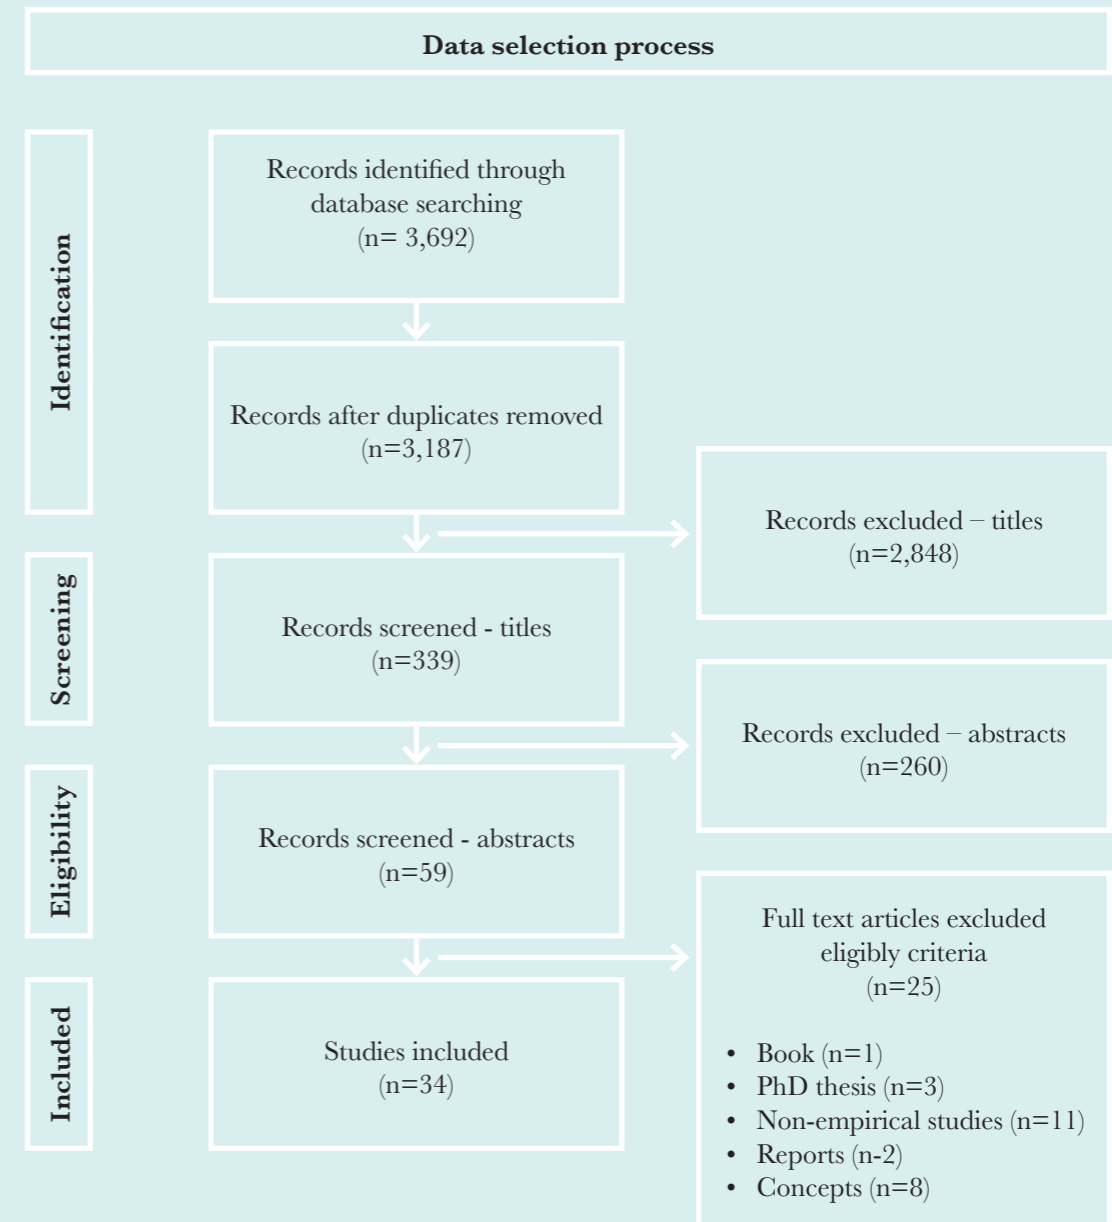 Data selection process
Identification
Records identified through
database searching
(n= 3,692)
Records after duplicates removed
(n=3,187)
Records excluded – titles
(n=2,848)
Screening
Records screened - titles
(n=339)
Records excluded – abstracts
(n=260)
Eligibility
Records screened - abstracts
(n=59)
Full text articles excluded
eligibly criteria
(n=25)
• Book (n=1)
• PhD thesis (n=3)
• Non-empirical studies (n=11)
• Reports (n-2)
• Concepts (n=8)
Included
Studies included
(n=34)